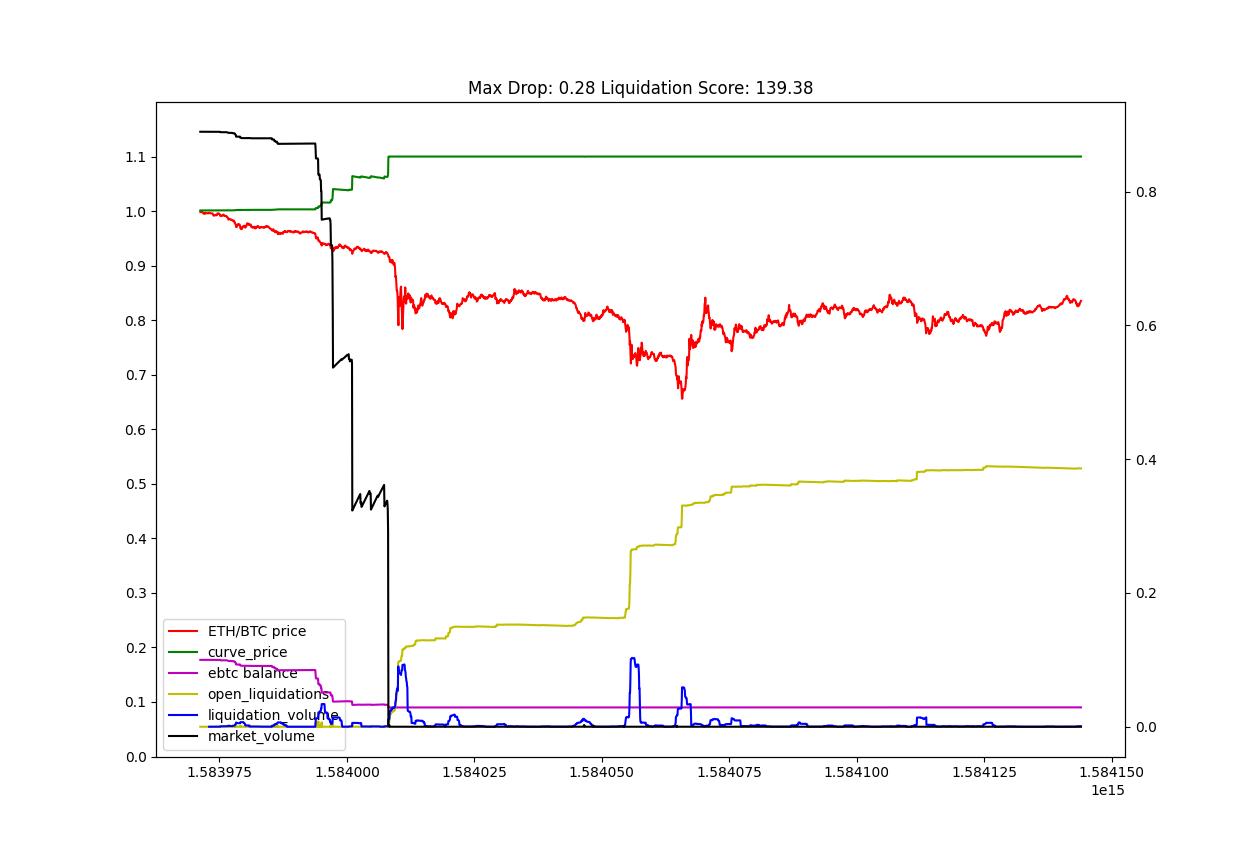 Max Drop: 0.28 Liquidation Score: 139.38
1.1
1.0
0.9
0.8
0.7
0.6
0.5
0.4
0.3
0.2
0.1
0.0
0.8
0.6
0.4
0.2
0.0
ETH/BTC price
curve_price
ebtc balance
open_liquidations
liquidation_volume
market_volume
1.583975 1.584000 1.584025 1.584050 1.584075 1.584100 1.584125 1.584150
1e15